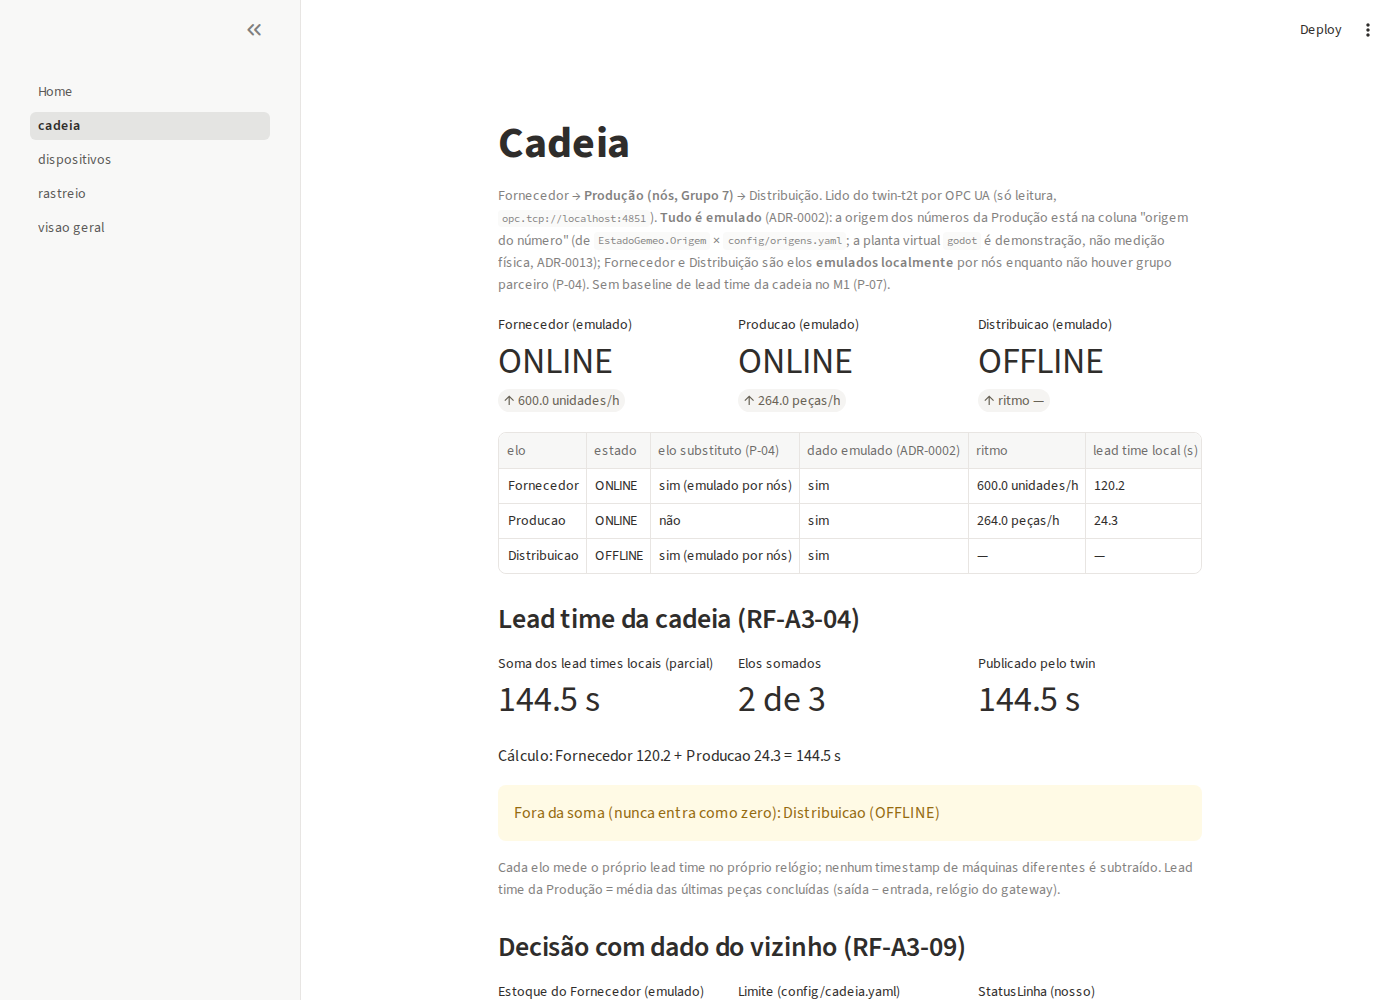 Deploy
Home
cadeia
dispositivos
rastreio
visao geral
Cadeia
Fornecedor → Produção (nós, Grupo 7) → Distribuição. Lido do twin-t2t por OPC UA (só leitura,
opc.tcp://localhost:4851 ). Tudo é emulado (ADR-0002): a origem dos números da Produção está na coluna "origem
do número" (de EstadoGemeo.Origem × config/origens.yaml ; a planta virtual godot é demonstração, não medição
física, ADR-0013); Fornecedor e Distribuição são elos emulados localmente por nós enquanto não houver grupo
parceiro (P-04). Sem baseline de lead time da cadeia no M1 (P-07).
Fornecedor (emulado) Producao (emulado) Distribuicao (emulado)
ONLINE ONLINE OFFLINE
↑ 600.0 unidades/h ↑ 264.0 peças/h ↑ ritmo —
elo estado elo substituto (P-04) dado emulado (ADR-0002) ritmo lead time local (s)
Fornecedor ONLINE sim (emulado por nós) sim 600.0 unidades/h 120.2
Producao ONLINE não sim 264.0 peças/h 24.3
Distribuicao OFFLINE sim (emulado por nós) sim — —
Lead time da cadeia (RF-A3-04)
Soma dos lead times locais (parcial) Elos somados Publicado pelo twin
144.5 s 2 de 3 144.5 s
Cálculo: Fornecedor 120.2 + Producao 24.3 = 144.5 s
Fora da soma (nunca entra como zero): Distribuicao (OFFLINE)
Cada elo mede o próprio lead time no próprio relógio; nenhum timestamp de máquinas diferentes é subtraído. Lead
time da Produção = média das últimas peças concluídas (saída − entrada, relógio do gateway).
Decisão com dado do vizinho (RF-A3-09)
Estoque do Fornecedor (emulado) Limite (config/cadeia.yaml) StatusLinha (nosso)